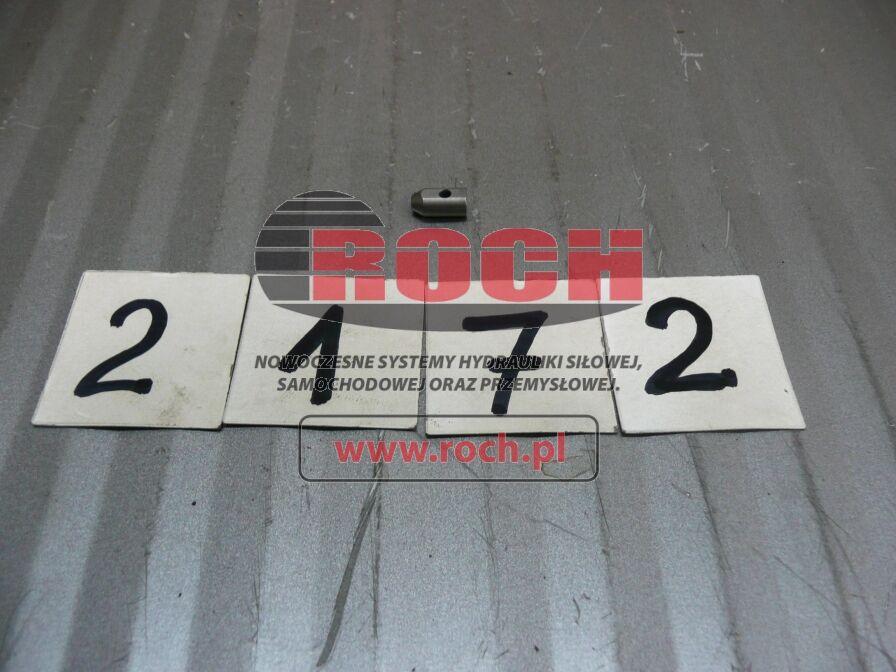 ROCH
2 1 7 2
NOWOCZESNE SYSTEMY HYDRAULIKI SIŁOWEJ,
SAMOCHODOWEJ ORAZ PRZEMYSŁOWEJ.
www.roch.pl